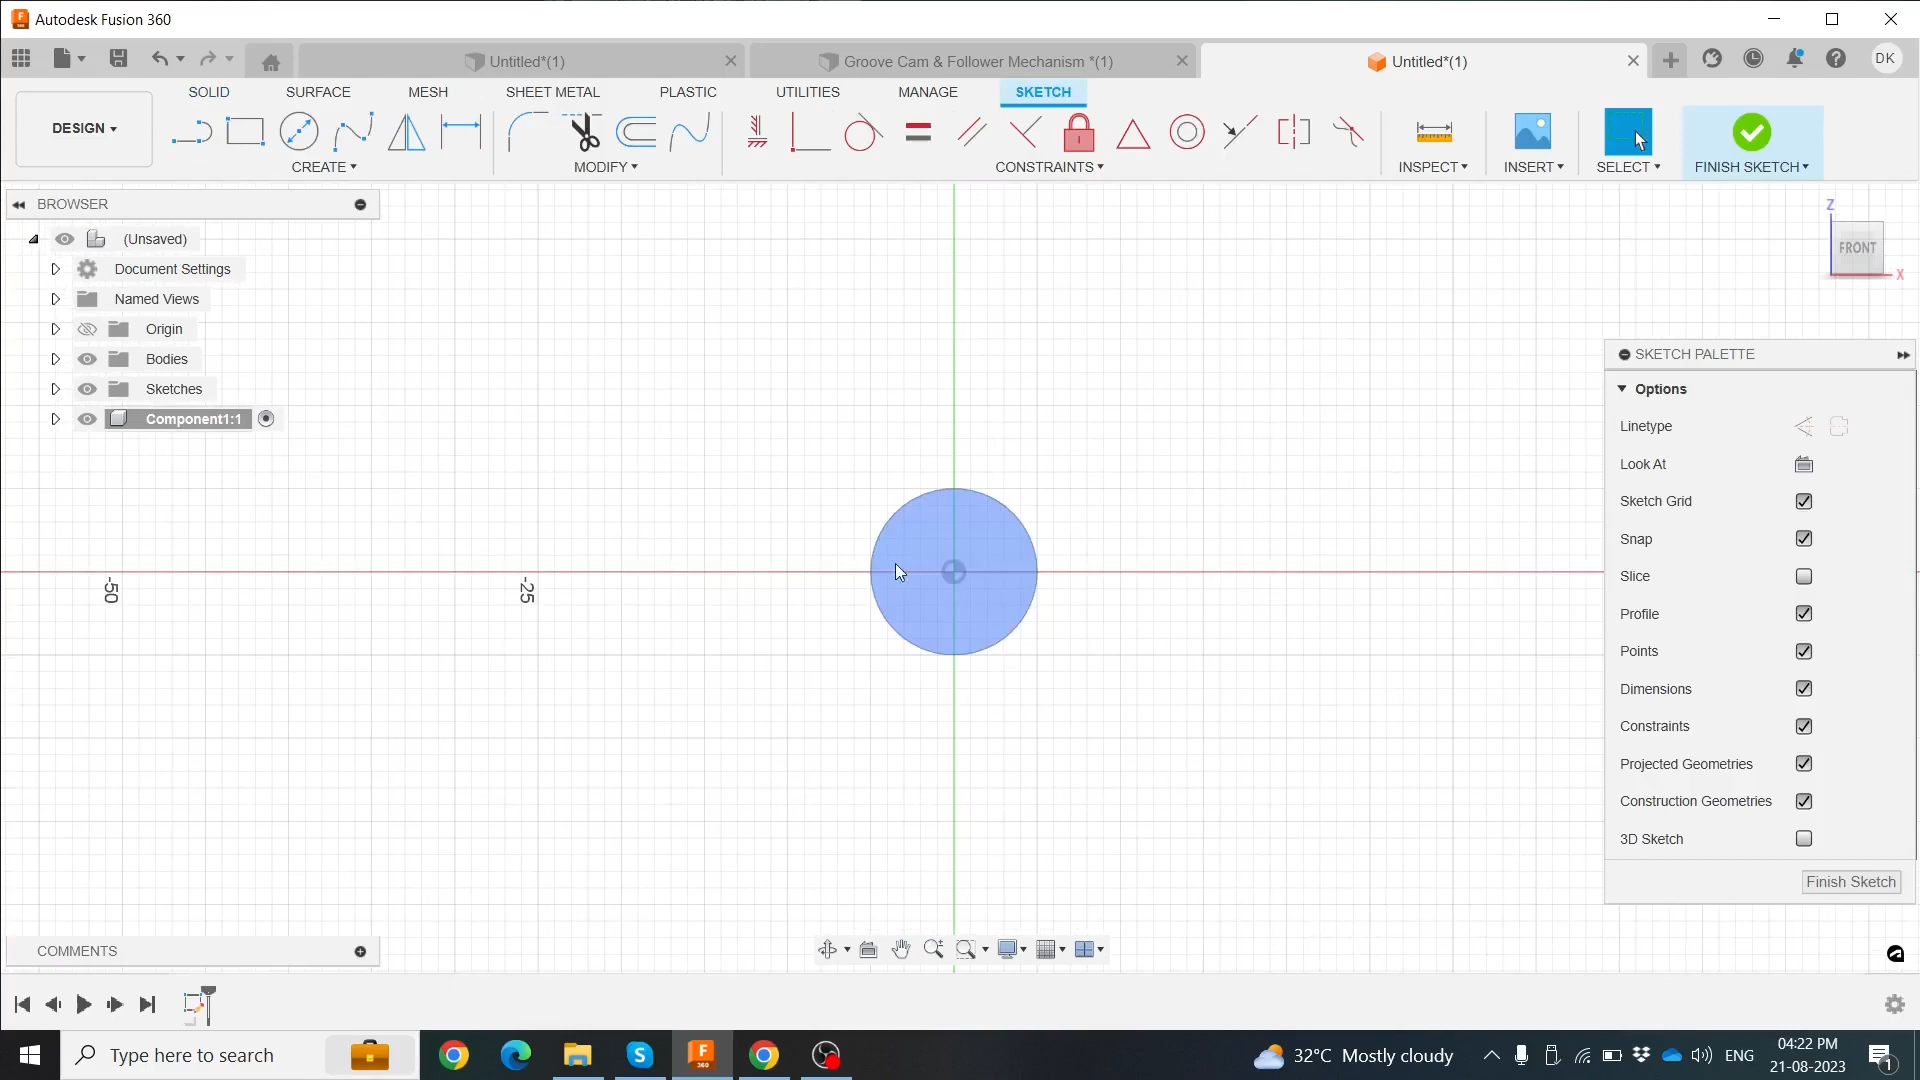 Autodesk Fusion 360
Untitled*(1)
Groove Cam & Follower Mechanism *(1)
Untitled*(1)
DK
SOLID
SURFACE
MESH
SHEET METAL
PLASTIC
UTILITIES
MANAGE
SKETCH
DESIGN
CREATE
MODIFY
CONSTRAINTS
INSPECT
INSERT
SELECT
FINISH SKETCH
BROWSER
(Unsaved)
Document Settings
Named Views
Origin
Bodies
Sketches
Component1:1
Z
FRONT
X
-50
-25
SKETCH PALETTE
Options
Linetype
Look At
Sketch Grid
Snap
Slice
Profile
Points
Dimensions
Constraints
Projected Geometries
Construction Geometries
3D Sketch
Finish Sketch
COMMENTS
Type here to search
F
360
32°C Mostly cloudy
ENG
04:22 PM
21-08-2023
1